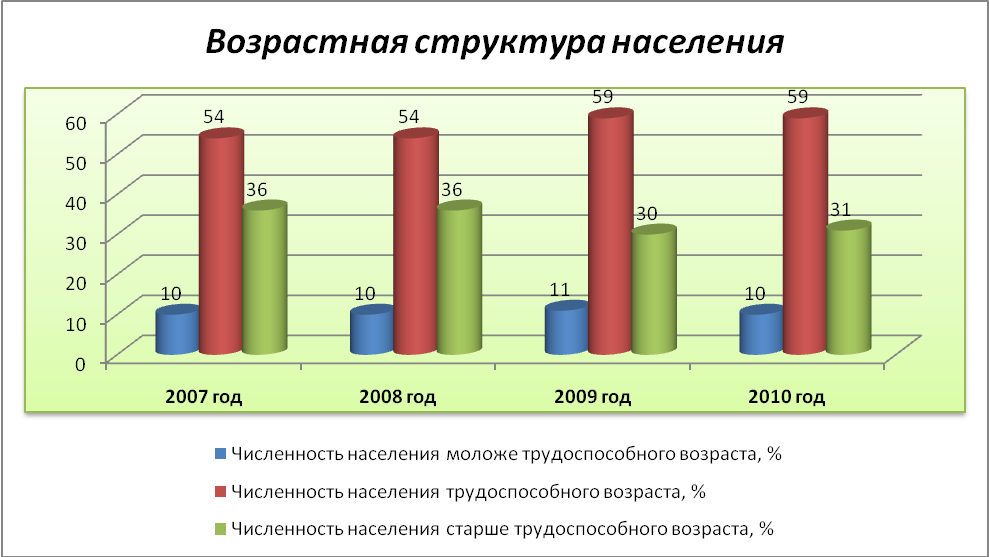 Возрастная структура населения
60
50
40
30
20
10
0
10 54 36
10 54 36
11 59 30
10 59 31
2007 год 2008 год 2009 год 2010 год
Численность населения моложе трудоспособного возраста, %
Численность населения трудоспособного возраста, %
Численность населения старше трудоспособного возраста, %